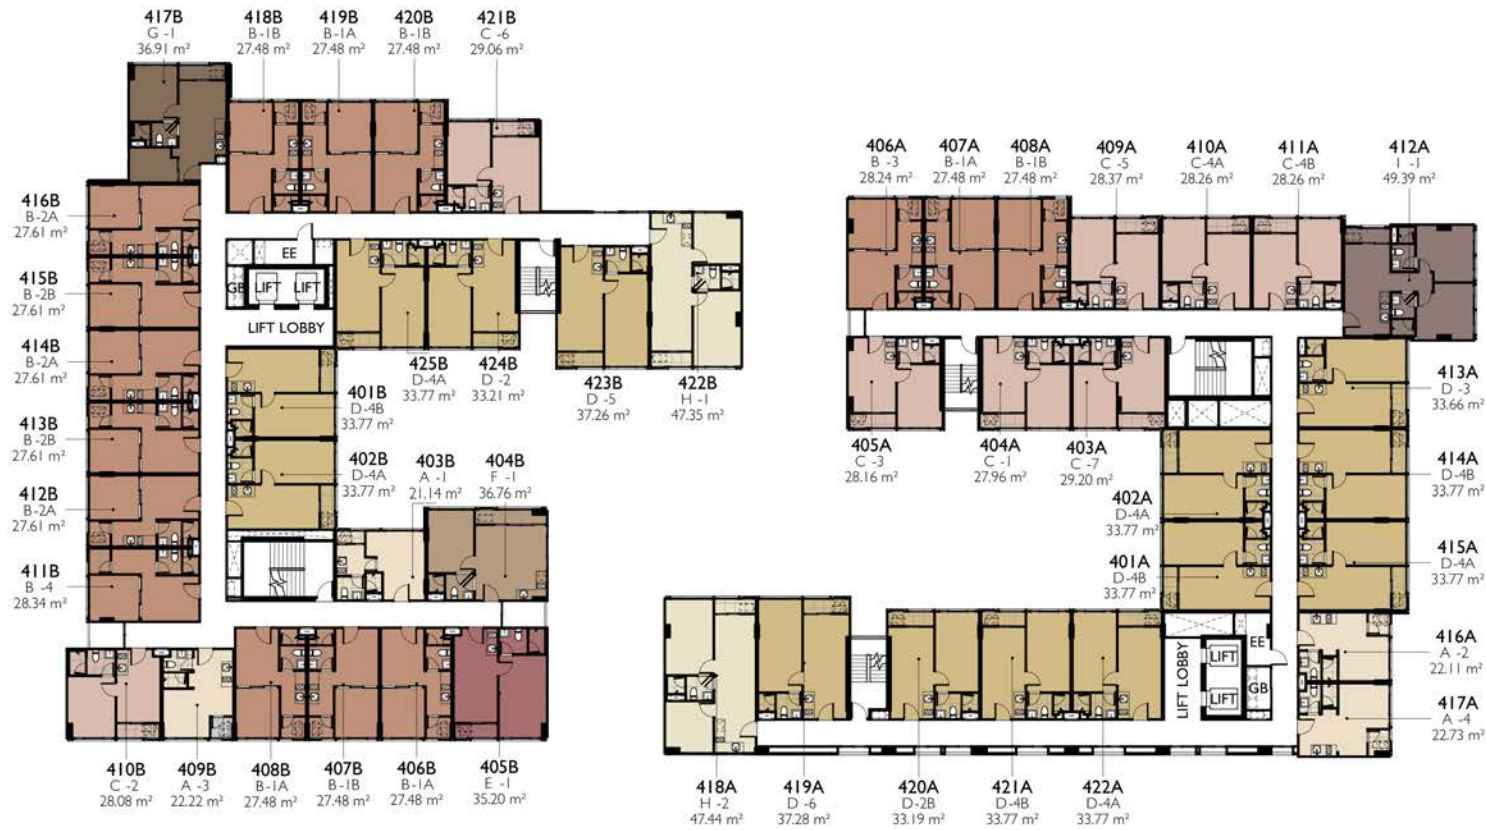 417B
G -1
36.91 m²
418B
B-1B
27.48 m²
419B
B-1A
27.48 m²
420B
B-1B
27.48 m²
421B
C -6
29.06 m²
416B
B-2A
27.61 m²
415B
B-2B
27.61 m²
414B
B-2A
27.61 m²
413B
B-2B
27.61 m²
412B
B-2A
27.61 m²
411B
B -4
28.34 m²
EE
GB
LIFT
LIFT
LIFT LOBBY
425B
D-4A
33.77 m²
424B
D -2
33.21 m²
423B
D -5
37.26 m²
422B
H -1
47.35 m²
401B
D-4B
33.77 m²
402B
D-4A
33.77 m²
403B
A -1
21.14 m²
404B
F -1
36.76 m²
410B
C -2
28.08 m²
409B
A -3
22.22 m²
408B
B-1A
27.48 m²
407B
B-1B
27.48 m²
406B
B-1A
27.48 m²
405B
E -1
35.20 m²
406A
B -3
28.24 m²
407A
B-1A
27.48 m²
408A
B-1B
27.48 m²
409A
C -5
28.37 m²
410A
C-4A
28.26 m²
411A
C-4B
28.26 m²
412A
I -1
49.39 m²
405A
C -3
28.16 m²
404A
C -1
27.96 m²
403A
C -7
29.20 m²
413A
D -3
33.66 m²
414A
D-4B
33.77 m²
415A
D-4A
33.77 m²
402A
D-4A
33.77 m²
401A
D-4B
33.77 m²
416A
A -2
22.11 m²
417A
A -4
22.73 m²
LIFT LOBBY
LIFT
LIFT
EE
GB
418A
H -2
47.44 m²
419A
D -6
37.28 m²
420A
D-2B
33.19 m²
421A
D-4B
33.77 m²
422A
D-4A
33.77 m²